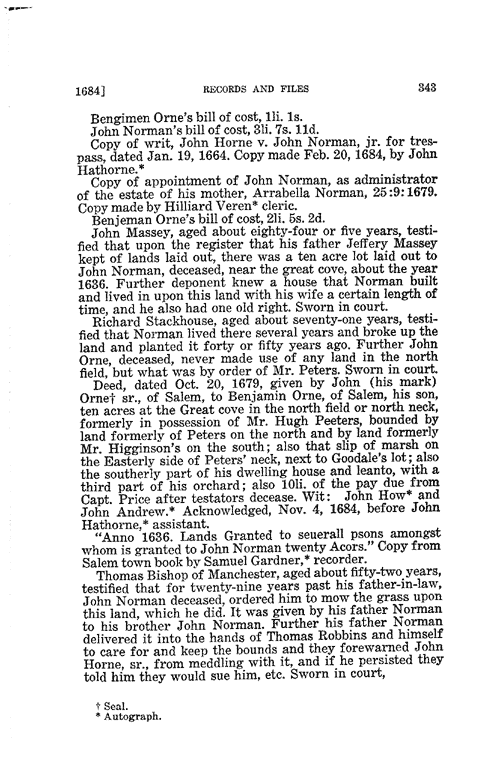 1684]
RECORDS AND FILES
343
Bengimen Orne's bill of cost, 1li. 1s.
John Norman's bill of cost, 3li. 7s. 11d.
Copy of writ, John Horne v. John Norman, jr. for tres-
pass, dated Jan. 19, 1664. Copy made Feb. 20, 1684, by John
Hathorne.*
Copy of appointment of John Norman, as administrator
of the estate of his mother, Arrabella Norman, 25:9:1679.
Copy made by Hilliard Veren* cleric.
Benjeman Orne's bill of cost, 2li. 5s. 2d.
John Massey, aged about eighty-four or five years, testi-
fied that upon the register that his father Jeffery Massey
kept of lands laid out, there was a ten acre lot laid out to
John Norman, deceased, near the great cove, about the year
1636. Further deponent knew a house that Norman built
and lived in upon this land with his wife a certain length of
time, and he also had one old right. Sworn in court.
Richard Stackhouse, aged about seventy-one years, testi-
fied that Norman lived there several years and broke up the
land and planted it forty or fifty years ago. Further John
Orne, deceased, never made use of any land in the north
field, but what was by order of Mr. Peters. Sworn in court.
Deed, dated Oct. 20, 1679, given by John (his mark)
Orne† sr., of Salem, to Benjamin Orne, of Salem, his son,
ten acres at the Great cove in the north field or north neck,
formerly in possession of Mr. Hugh Peeters, bounded by
land formerly of Peters on the north and by land formerly
Mr. Higginson's on the south; also that slip of marsh on
the Easterly side of Peters' neck, next to Goodale's lot; also
the southerly part of his dwelling house and leanto, with a
third part of his orchard; also 10li. of the pay due from
Capt. Price after testators decease. Wit: John How* and
John Andrew.* Acknowledged, Nov. 4, 1684, before John
Hathorne,* assistant.
"Anno 1636. Lands Granted to seuerall psons amongst
whom is granted to John Norman twenty Acors." Copy from
Salem town book by Samuel Gardner,* recorder.
Thomas Bishop of Manchester, aged about fifty-two years,
testified that for twenty-nine years past his father-in-law,
John Norman deceased, ordered him to mow the grass upon
this land, which he did. It was given by his father Norman
to his brother John Norman. Further his father Norman
delivered it into the hands of Thomas Robbins and himself
to care for and keep the bounds and they forewarned John
Horne, sr., from meddling with it, and if he persisted they
told him they would sue him, etc. Sworn in court,
† Seal.
* Autograph.